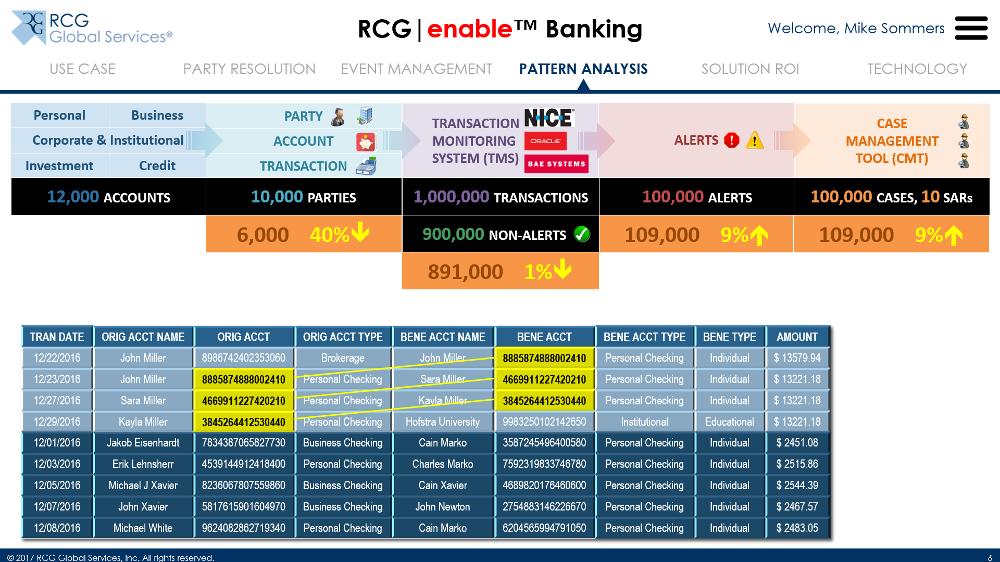 RCG
Global Services®
RCG|enable™ Banking
Welcome, Mike Sommers
USE CASE PARTY RESOLUTION EVENT MANAGEMENT PATTERN ANALYSIS SOLUTION ROI TECHNOLOGY
Personal Business
Corporate & Institutional
Investment Credit
PARTY
ACCOUNT
TRANSACTION
TRANSACTION
MONITORING
SYSTEM (TMS)
NICE®
ORACLE
BAE SYSTEMS
ALERTS
CASE
MANAGEMENT
TOOL (CMT)
12,000 ACCOUNTS 10,000 PARTIES 1,000,000 TRANSACTIONS 100,000 ALERTS 100,000 CASES, 10 SARs
6,000 40% 900,000 NON-ALERTS 109,000 9% 109,000 9%
891,000 1%
TRAN DATE ORIG ACCT NAME ORIG ACCT ORIG ACCT TYPE BENE ACCT NAME BENE ACCT BENE ACCT TYPE BENE TYPE AMOUNT
12/22/2016 John Miller 8986742402353060 Brokerage John Miller 8885874888002410 Personal Checking Individual $ 13579.94
12/23/2016 John Miller 8885874888002410 Personal Checking Sara Miller 4669911227420210 Personal Checking Individual $ 13221.18
12/27/2016 Sara Miller 4669911227420210 Personal Checking Kayla Miller 3845264412530440 Personal Checking Individual $ 13221.18
12/29/2016 Kayla Miller 3845264412530440 Personal Checking Hofstra University 9983250102142650 Institutional Educational $ 13221.18
12/01/2016 Jakob Eisenhardt 7834387065827730 Business Checking Cain Marko 3587245496400580 Personal Checking Individual $ 2451.08
12/03/2016 Erik Lehnsherr 4539144912418400 Personal Checking Charles Marko 7592319833746780 Personal Checking Individual $ 2515.86
12/05/2016 Michael J Xavier 8236067807559860 Business Checking Cain Xavier 4689820176460600 Personal Checking Individual $ 2544.39
12/07/2016 John Xavier 5817615901604970 Business Checking John Newton 2754883146226670 Personal Checking Individual $ 2467.57
12/08/2016 Michael White 9624082862719340 Personal Checking Cain Marko 6204565994791050 Personal Checking Individual $ 2483.05
© 2017 RCG Global Services, Inc. All rights reserved. 6